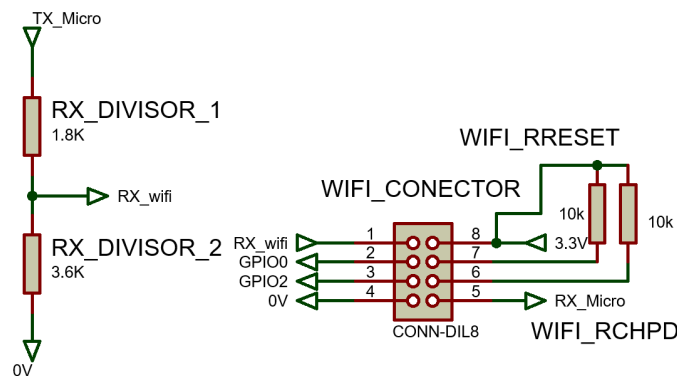 TX_Micro
RX_DIVISOR_1
1.8K
RX_wifi
RX_DIVISOR_2
3.6K
0V
WIFI_RRESET
WIFI_CONECTOR
10k
10k
RX_wifi 1 8 3.3V
GPIO0 2 7
GPIO2 3 6
0V 4 5 RX_Micro
CONN-DIL8
WIFI_RCHPD